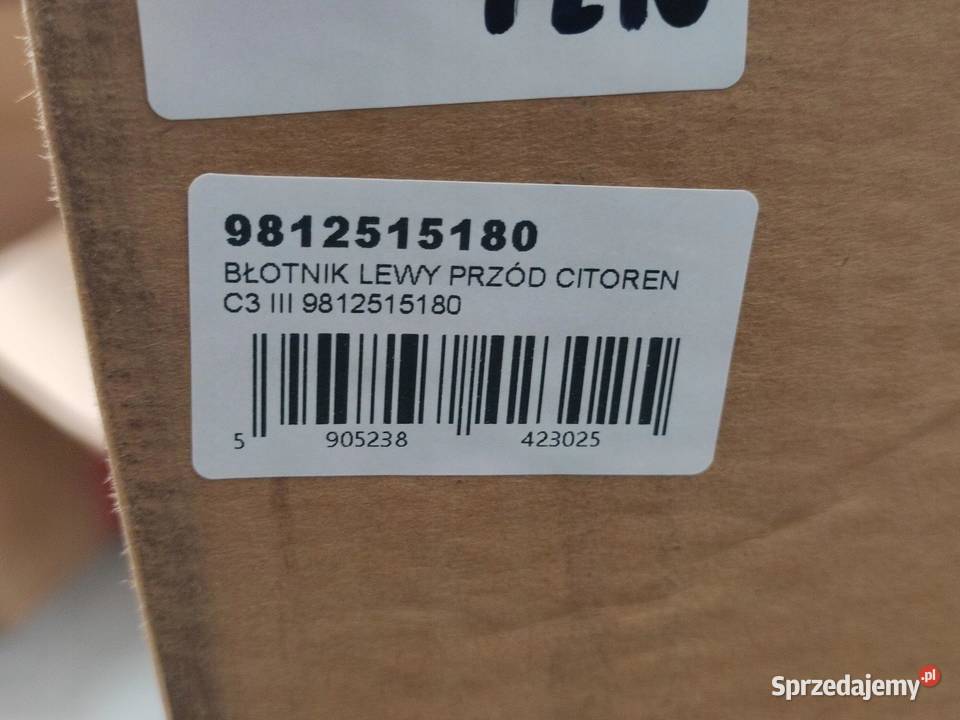 9812515180
BŁOTNIK LEWY PRZÓD CITOREN
C3 III 9812515180
5 905238 423025
Sprzedajemy.pl